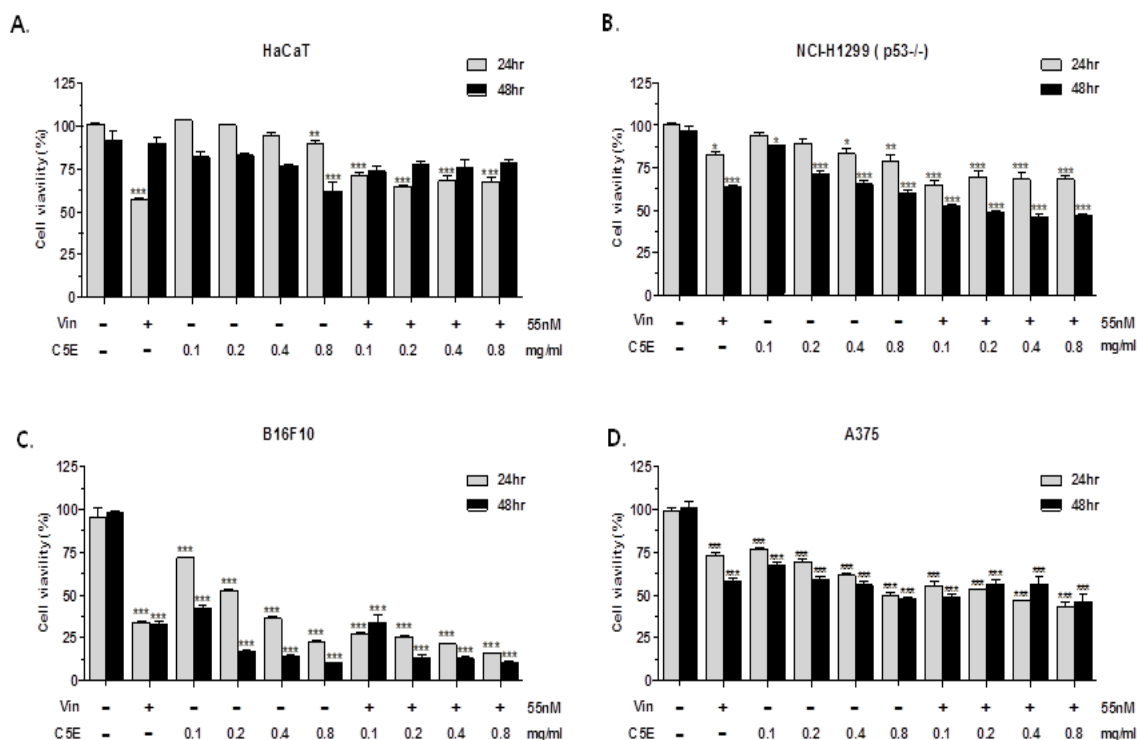 A.
HaCaT
24hr
48hr
Cell viavility (%)
125
100
75
50
25
0
*** ** *** *** *** *** ***
Vin - + - - - - + + + + 55nM
C5E - - 0.1 0.2 0.4 0.8 0.1 0.2 0.4 0.8 mg/ml
B.
NCI-H1299 ( p53-/-)
24hr
48hr
Cell viavility (%)
125
100
75
50
25
0
* *** * *** * *** ** *** *** *** *** *** *** *** *** ***
Vin - + - - - - + + + + 55nM
C5E - - 0.1 0.2 0.4 0.8 0.1 0.2 0.4 0.8 mg/ml
C.
B16F10
24hr
48hr
Cell viavility (%)
125
100
75
50
25
0
*** *** *** *** *** *** *** *** *** *** *** *** *** *** *** *** *** ***
Vin - + - - - - + + + + 55nM
C5E - - 0.1 0.2 0.4 0.8 0.1 0.2 0.4 0.8 mg/ml
D.
A375
24hr
48hr
Cell viavility (%)
125
100
75
50
25
0
*** *** *** *** *** *** *** *** *** *** *** *** *** *** *** *** *** ***
Vin - + - - - - + + + + 55nM
C5E - - 0.1 0.2 0.4 0.8 0.1 0.2 0.4 0.8 mg/ml